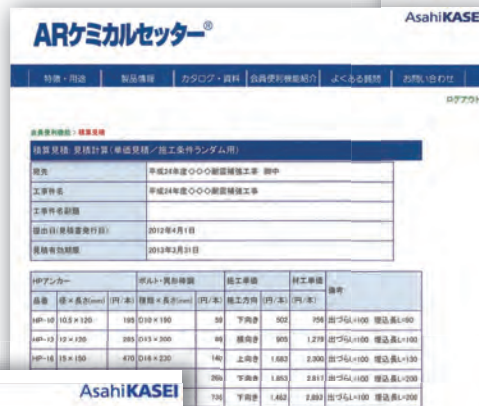 AsahiKASE
ARケミカルセッター®
特徴・用途 製品情報 カタログ・資料 会員便利機能紹介 よくある質問 お問い合わせ
ログアウト
会員便利機能 > 積算見積
積算見積 見積計算(単価見積/施工条件ランダム用)
宛先 平成24年度○○○耐震補強工事 御中
工事件名 平成24年度○○○耐震補強工事
工事件名副題
提出日(見積書発行日) 2012年4月1日
見積有効期限 2013年3月31日
HPアンカー ボルト・異形棒鋼 施工単価 材工単価 備考
品番 径×長さ(mm) (円/本) 種類×長さ(mm) (円/本) 施工方向 (円/本) (円/本)
HP-10 10.5×120 195 D10×190 59 下向き 502 756 出づらL=100 埋込長L=90
HP-12 12×120 285 D13×200 88 横向き 905 1,278 出づらL=100 埋込長L=100
HP-16 15×150 470 D16×230 140 上向き 1,683 2,300 出づらL=100 埋込長L=130
下向き 1,853 2,817 出づらL=100 埋込長L=200
736 下向き 1,462 2,893 出づらL=100 埋込長L=200
AsahiKASEI